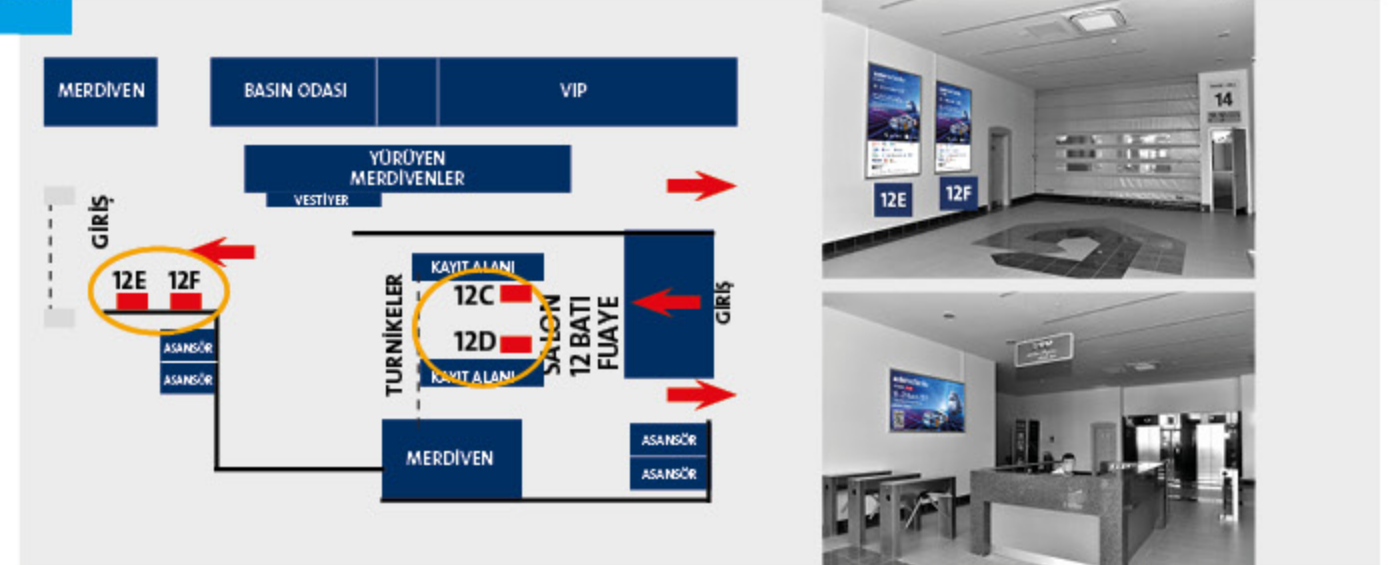 MERDİVEN
BASIN ODASI
VIP
YÜRÜYEN
MERDİVENLER
VESTİYER
GİRİŞ
12E
12F
ASANSÖR
ASANSÖR
TURNİKELER
KAYIT ALANI
12C
12D
KAYIT ALANI
SALON
12 BATI
FUAYE
GİRİŞ
MERDİVEN
ASANSÖR
ASANSÖR
12E
12F
14